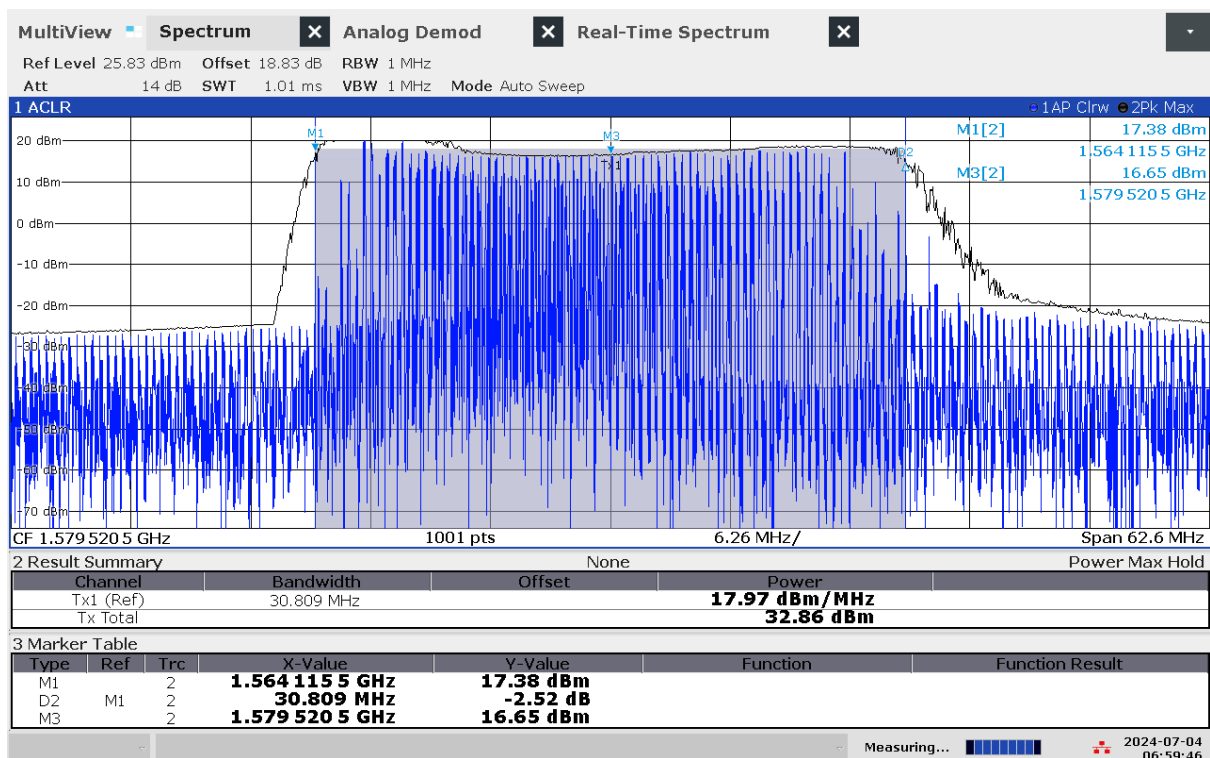 MultiView Spectrum X Analog Demod X Real-Time Spectrum X
Ref Level 25.83 dBm Offset 18.83 dB RBW 1 MHz
Att 14 dB SWT 1.01 ms VBW 1 MHz Mode Auto Sweep
1 ACLR 1AP Clrw 2Pk Max
M1[2] 17.38 dBm
1.564 115 5 GHz
M3[2] 16.65 dBm
1.579 520 5 GHz
M1
M3
Tx1
D2
20 dBm
10 dBm
0 dBm
-10 dBm
-20 dBm
-30 dBm
-40 dBm
-50 dBm
-60 dBm
-70 dBm
CF 1.579 520 5 GHz 1001 pts 6.26 MHz/ Span 62.6 MHz
2 Result Summary None Power Max Hold
Channel Bandwidth Offset Power
Tx1 (Ref) 30.809 MHz 17.97 dBm/MHz
Tx Total 32.86 dBm
3 Marker Table
Type Ref Trc X-Value Y-Value Function Function Result
M1 2 1.564 115 5 GHz 17.38 dBm
D2 M1 2 30.809 MHz -2.52 dB
M3 2 1.579 520 5 GHz 16.65 dBm
Measuring... 2024-07-04
06:59:46